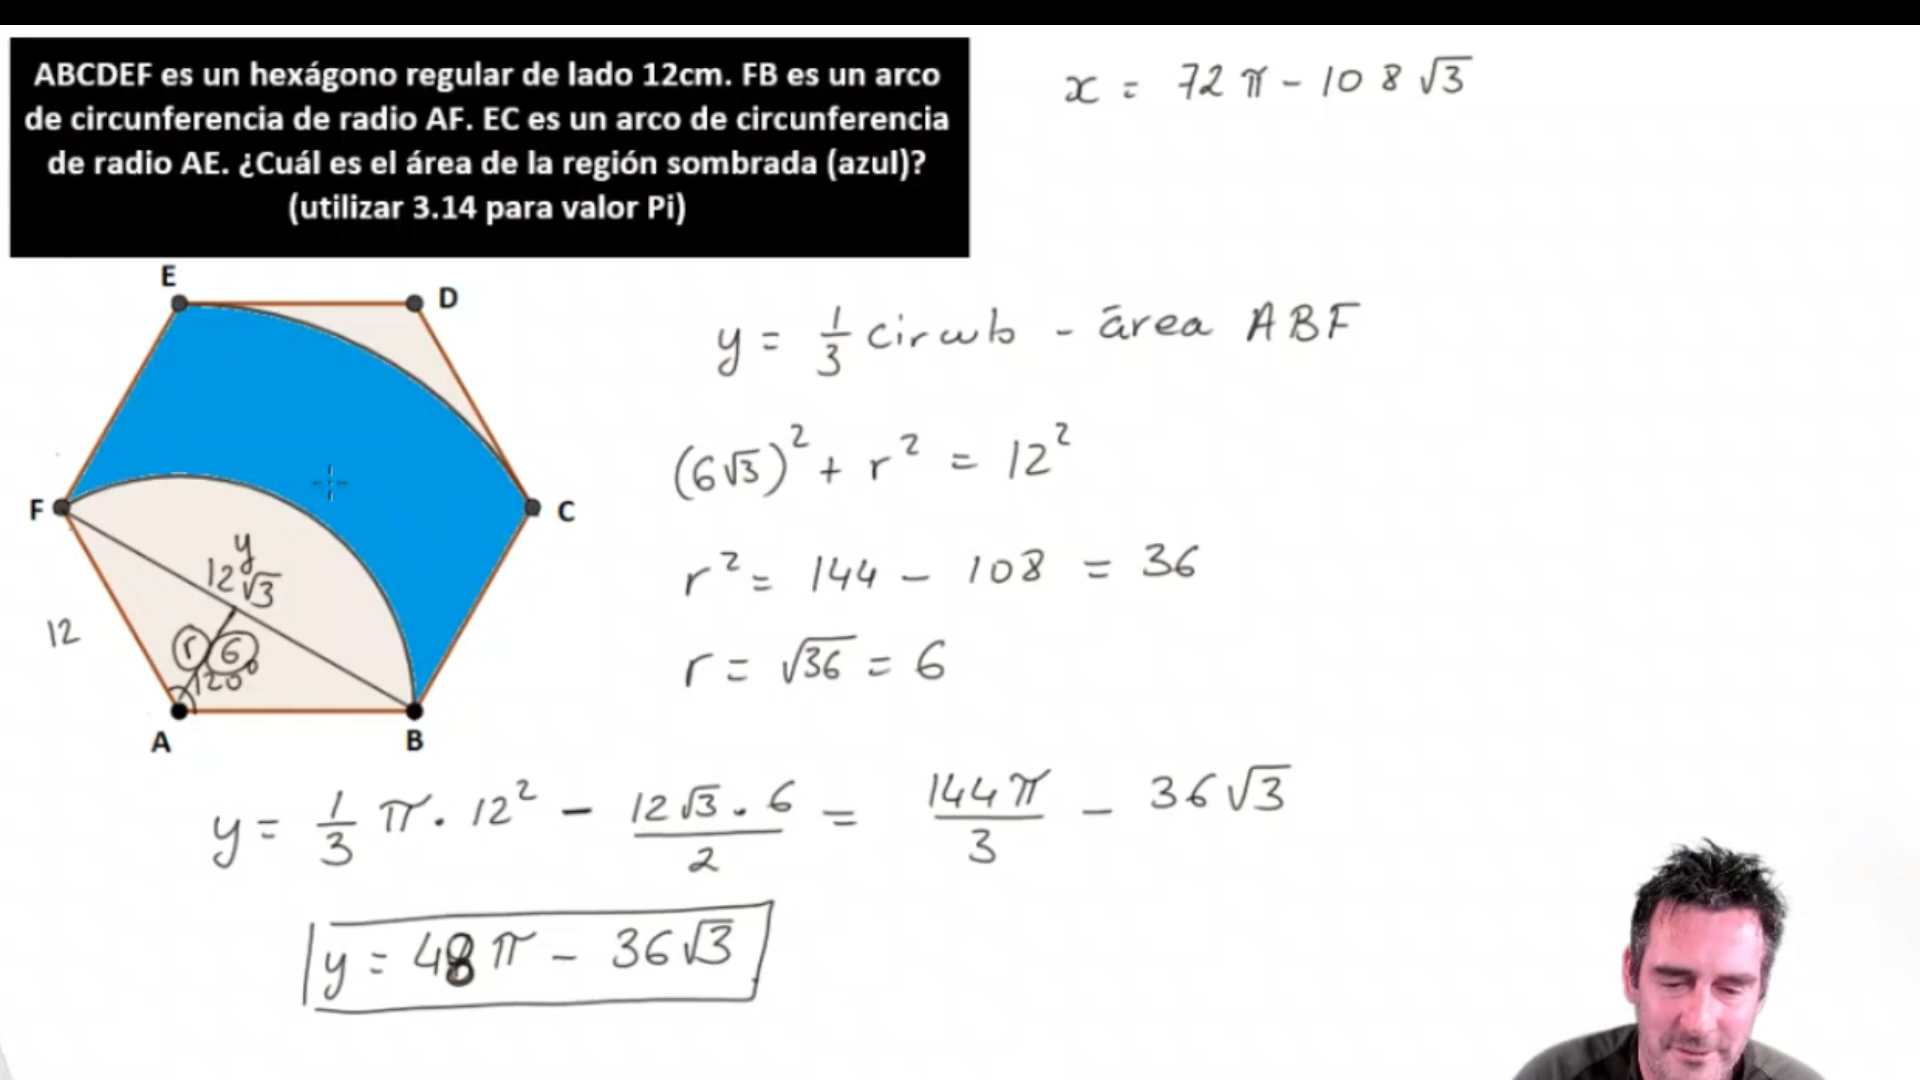 ABCDEF es un hexágono regular de lado 12cm. FB es un arco
de circunferencia de radio AF. EC es un arco de circunferencia
de radio AE. ¿Cuál es el área de la región sombrada (azul)?
(utilizar 3.14 para valor Pi)
x = 72 π - 108 √3
E
D
F
C
y
12√3
12
r
6
120°
A
B
y = 1/3 circulo - área ABF
(6√3)² + r² = 12²
r² = 144 - 108 = 36
r = √36 = 6
y = 1/3 π · 12² - 12√3 · 6 / 2 = 144 π / 3 - 36√3
y = 48 π - 36√3